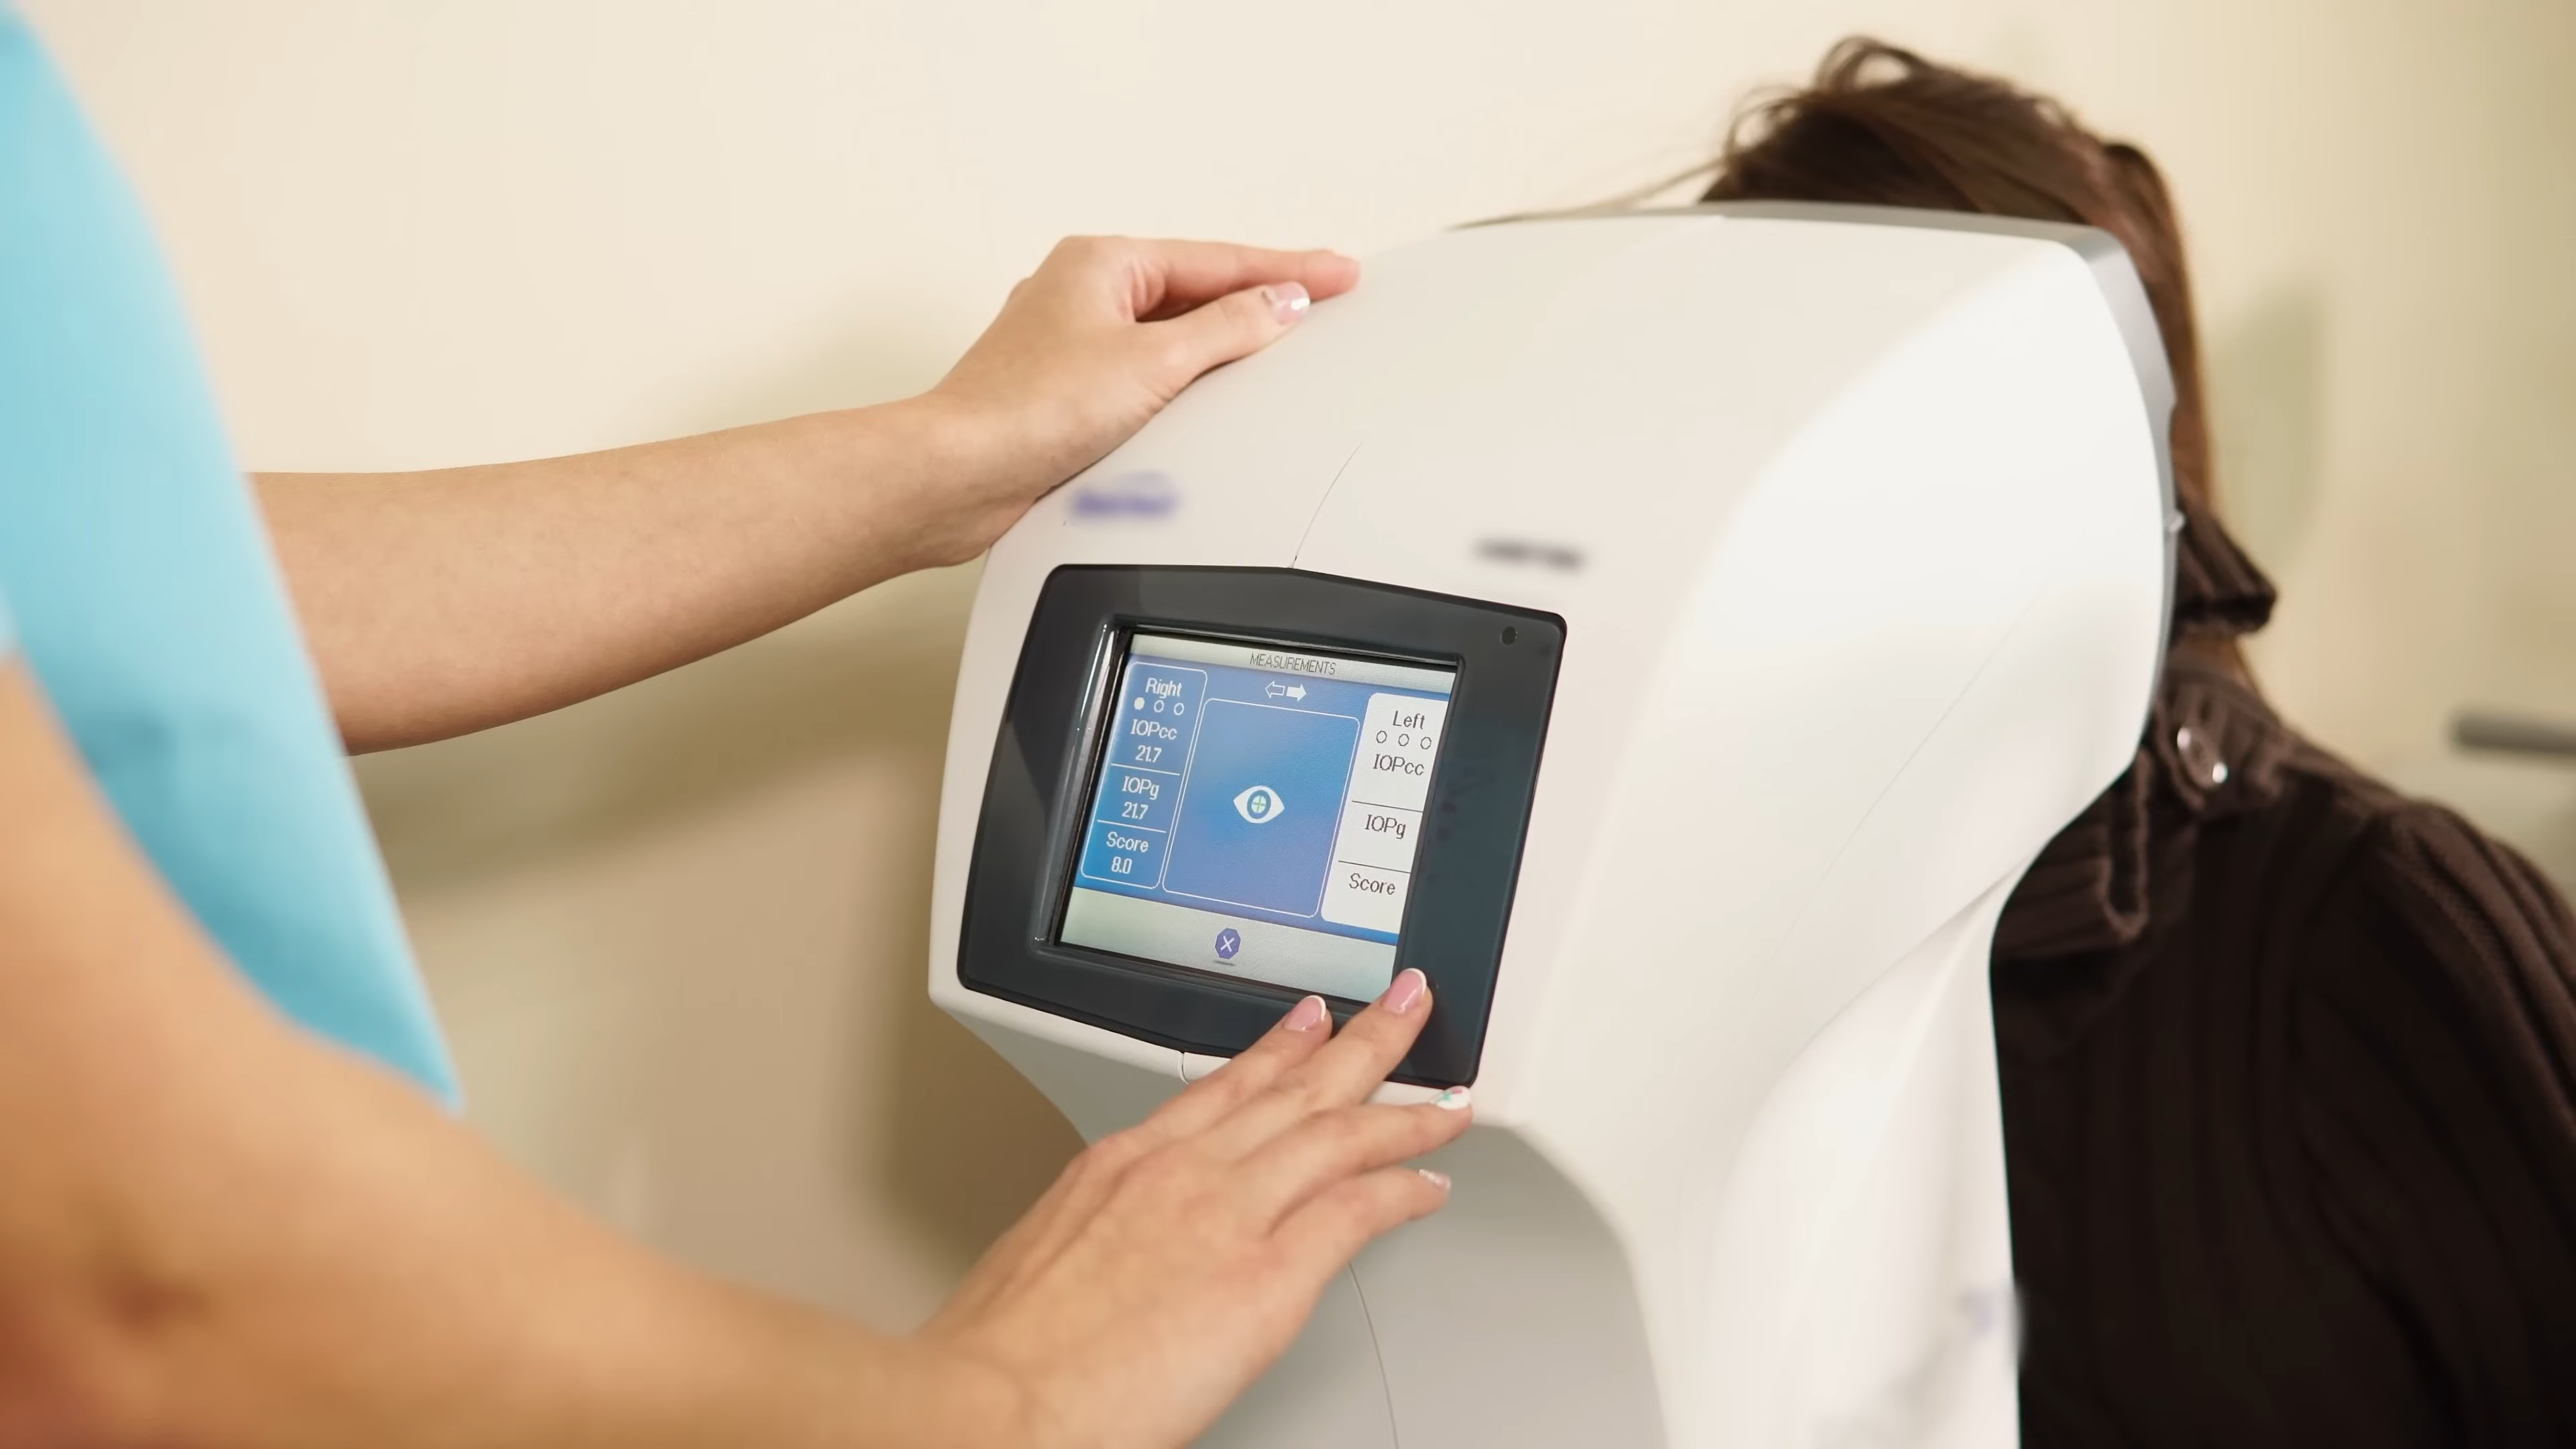 MEASUREMENTS
Right
IOPcc
21.7
IOPg
21.7
Score
8.0
Left
IOPcc
IOPg
Score